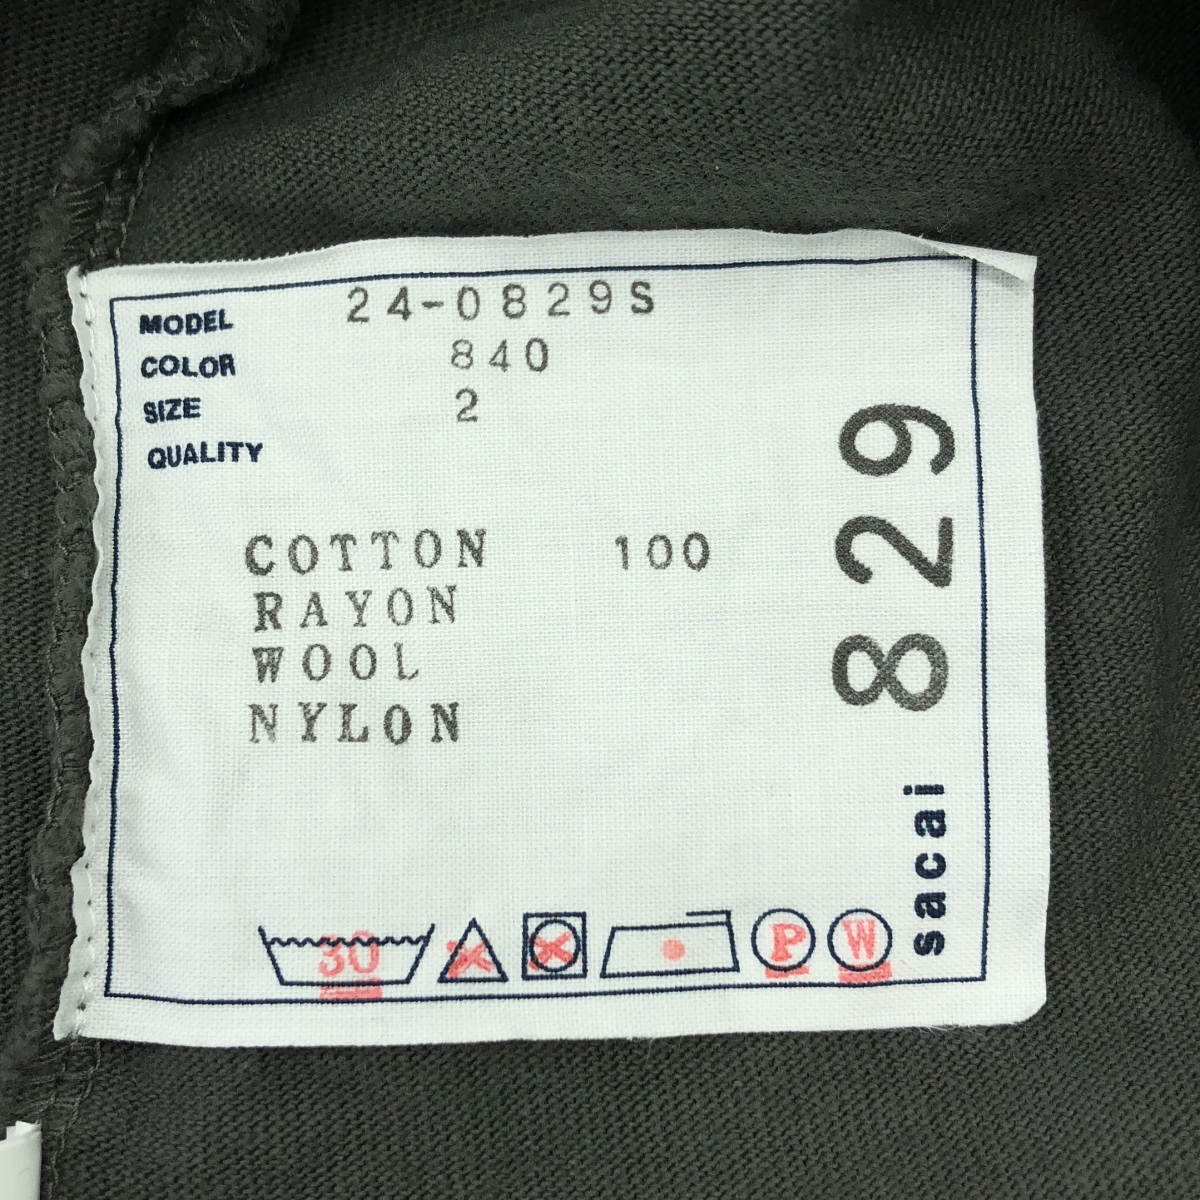 MODEL 24-0829S
COLOR 840
SIZE 2
QUALITY
COTTON 100
RAYON
WOOL
NYLON
30 P W
sacai 829